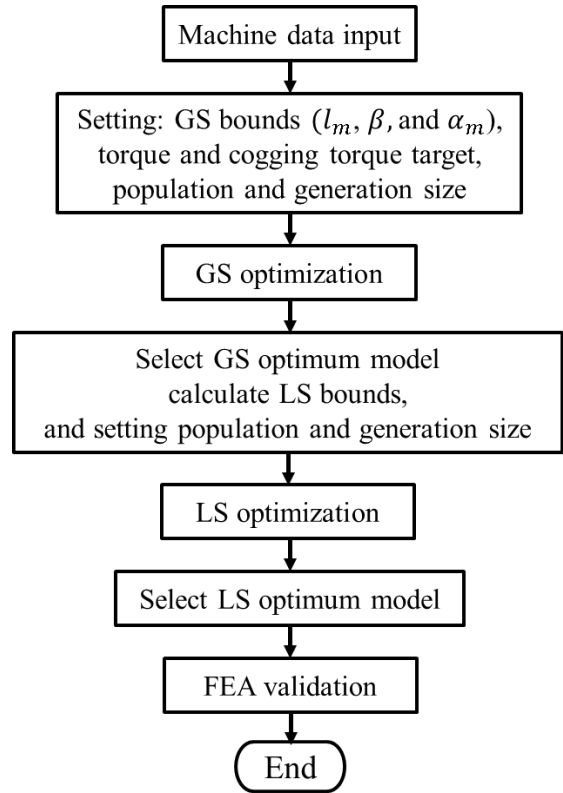 Machine data input
Setting: GS bounds (𝑙𝑚, 𝛽, and 𝛼𝑚),
torque and cogging torque target,
population and generation size
GS optimization
Select GS optimum model
calculate LS bounds,
and setting population and generation size
LS optimization
Select LS optimum model
FEA validation
End